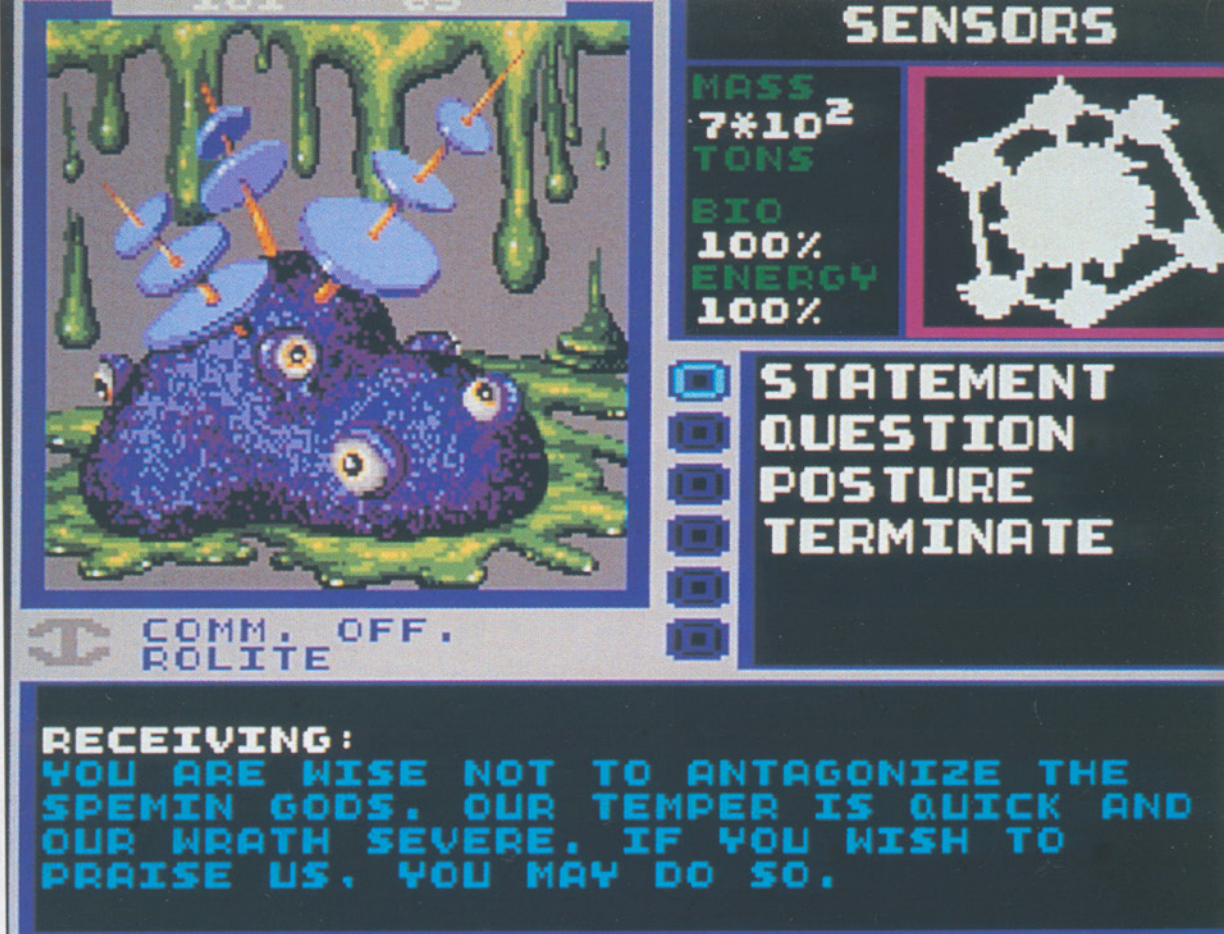 SENSORS
MASS
7*10²
TONS
BIO
100%
ENERGY
100%
STATEMENT
QUESTION
POSTURE
TERMINATE
COMM. OFF.
ROLITE
RECEIVING:
YOU ARE WISE NOT TO ANTAGONIZE THE
SPEMIN GODS. OUR TEMPER IS QUICK AND
OUR WRATH SEVERE. IF YOU WISH TO
PRAISE US, YOU MAY DO SO.